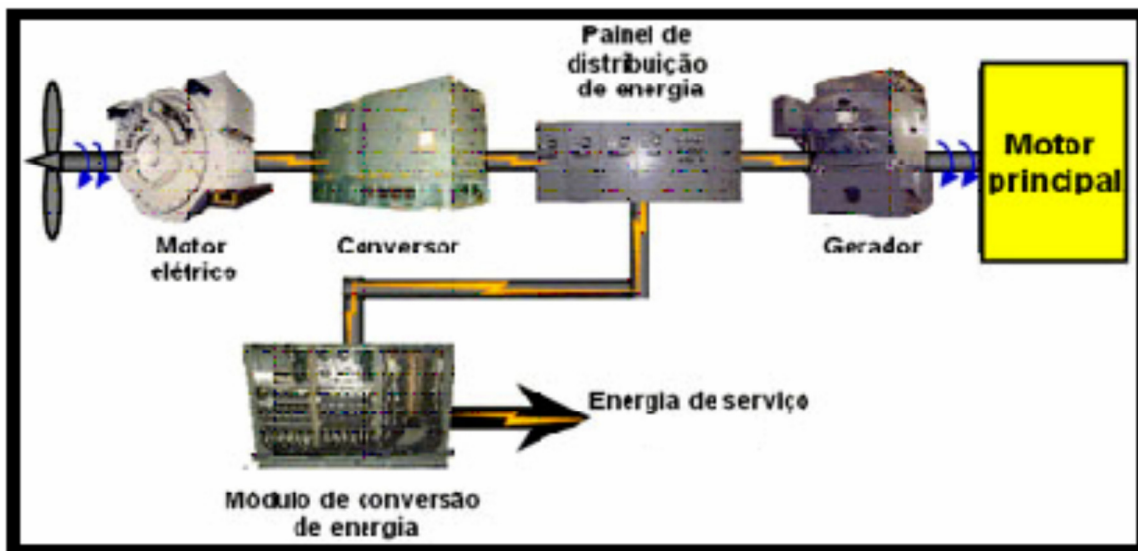 Painel de
distribuição
de energia
Motor
principal
Motor
elétrico
Conversor
Gerador
Energia de serviço
Módulo de conversão
de energia